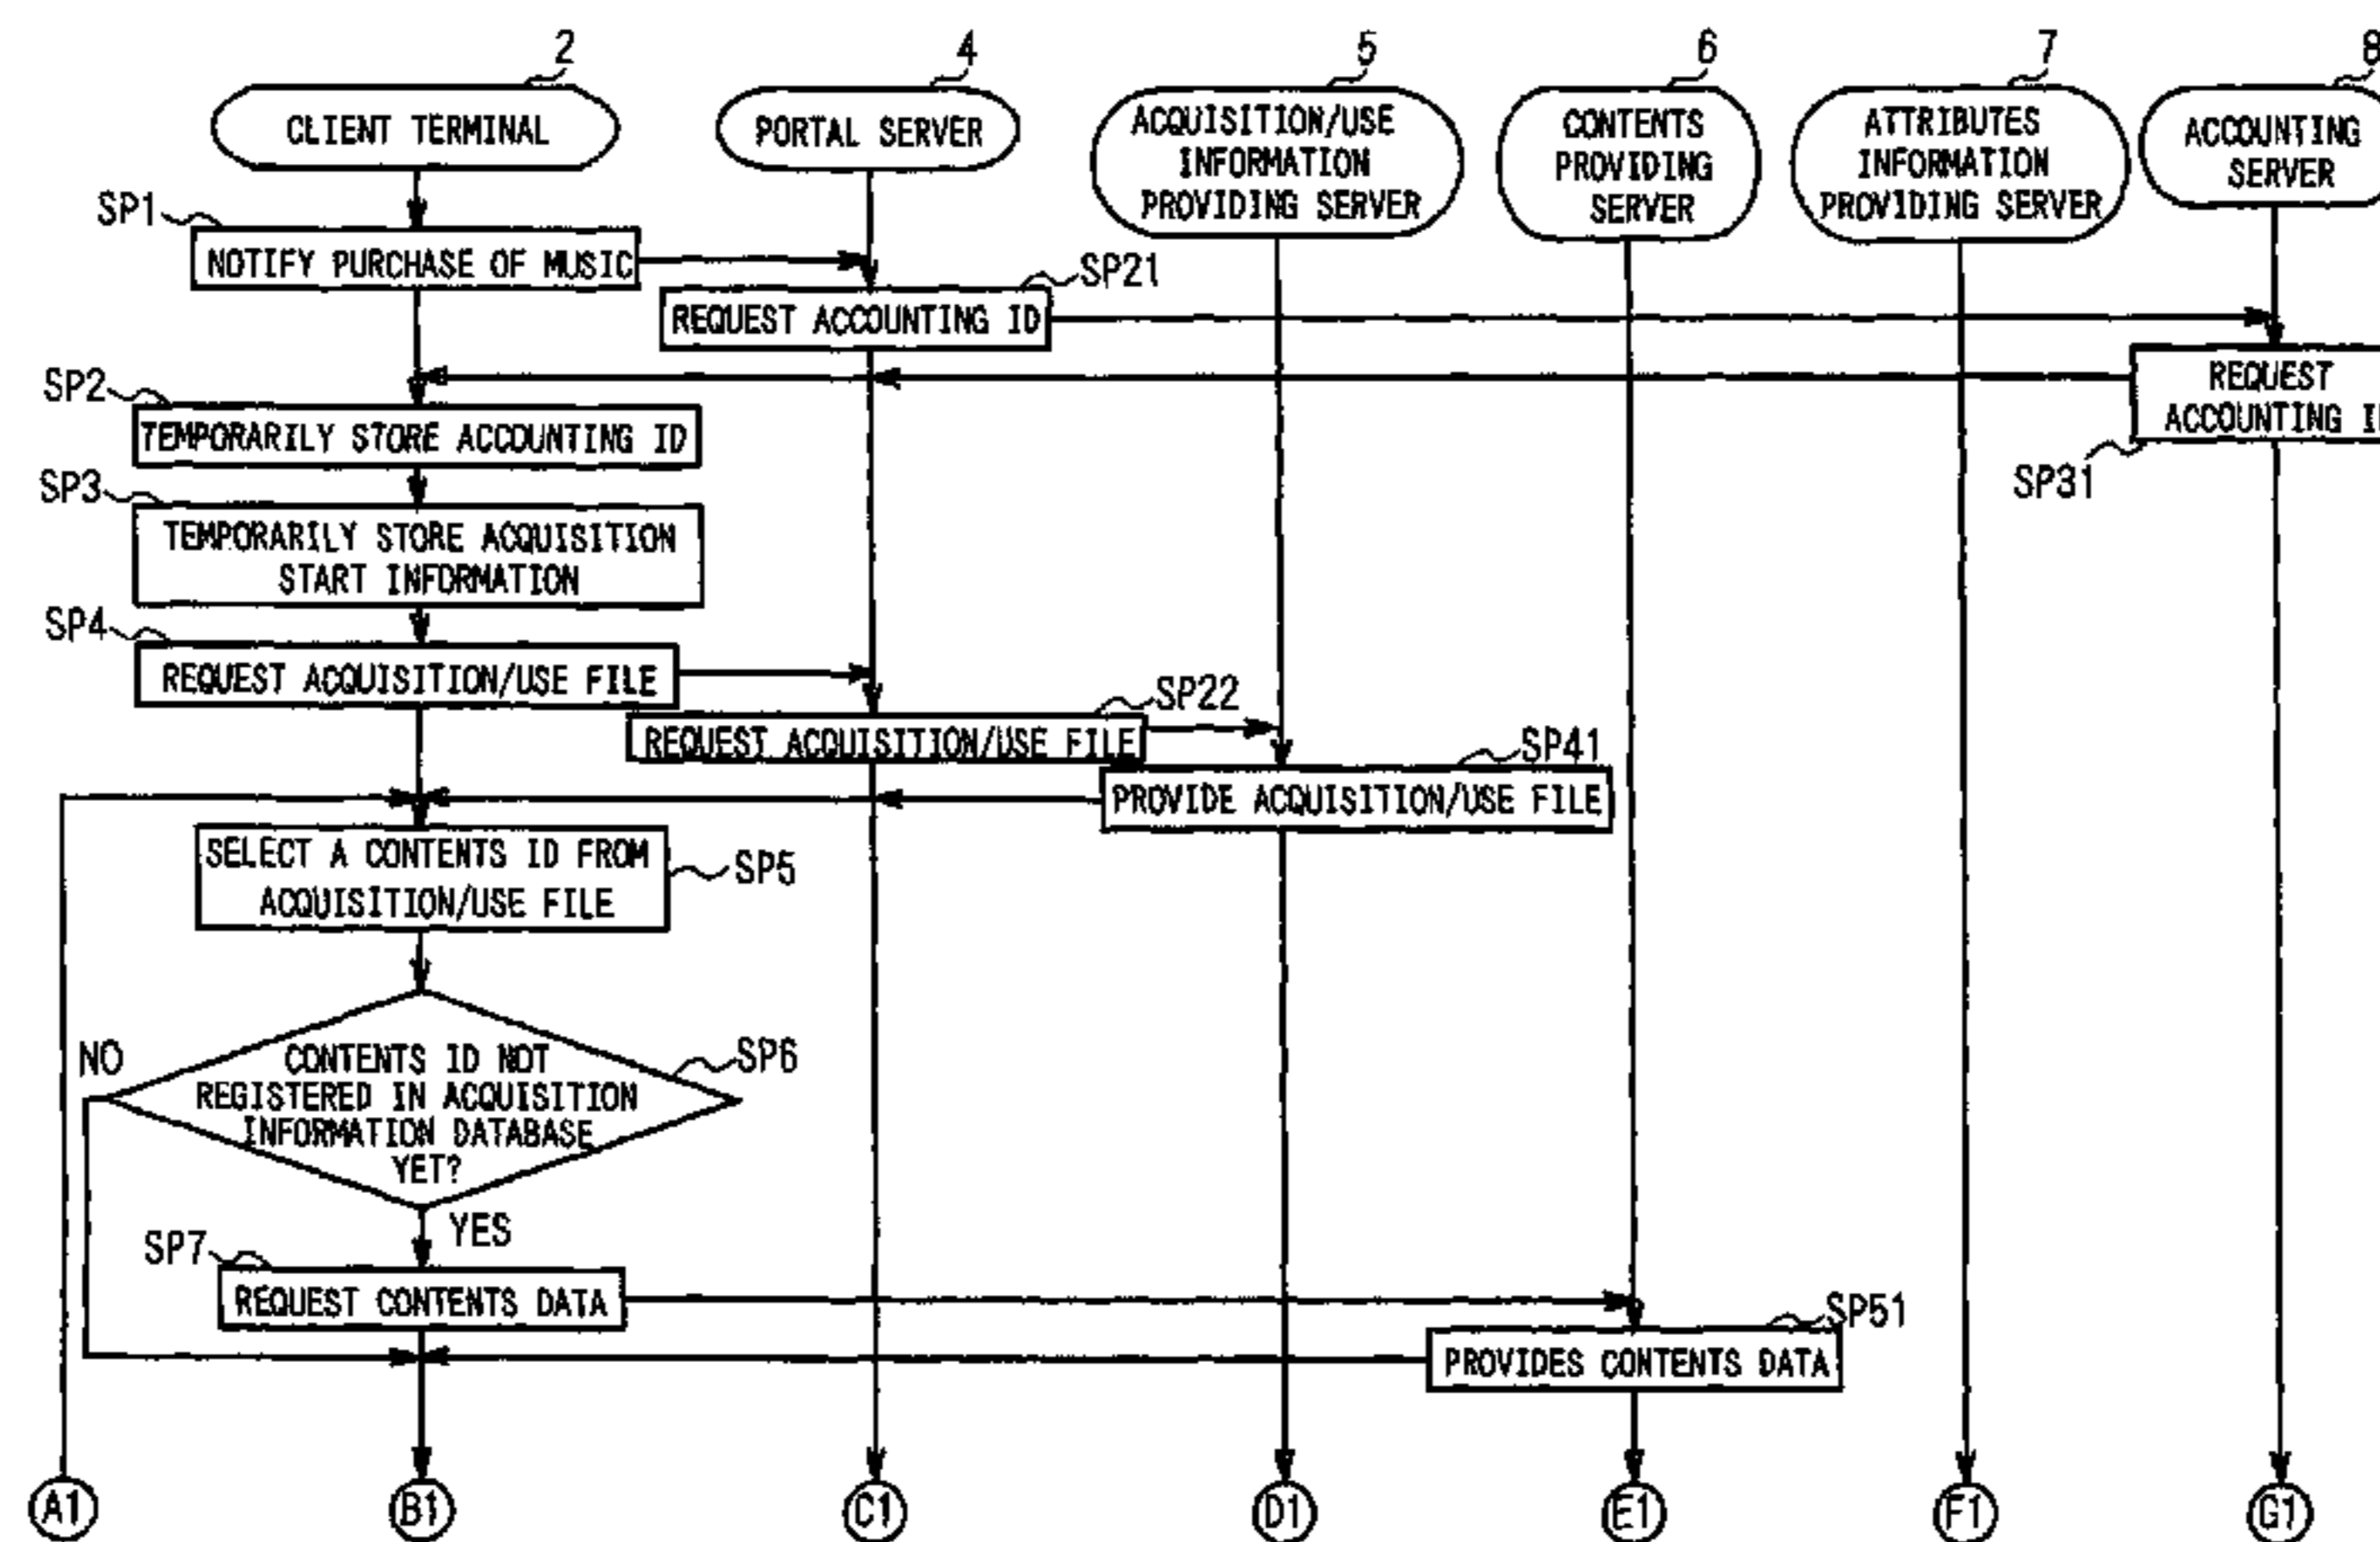 2
4
5
6
7
8
CLIENT TERMINAL
PORTAL SERVER
ACQUISITION/USE
INFORMATION
PROVIDING SERVER
CONTENTS
PROVIDING
SERVER
ATTRIBUTES
INFORMATION
PROVIDING SERVER
ACCOUNTING
SERVER
SP1
NOTIFY PURCHASE OF MUSIC
SP21
REQUEST ACCOUNTING ID
REQUEST
ACCOUNTING I
SP31
SP2
TEMPORARILY STORE ACCOUNTING ID
SP3
TEMPORARILY STORE ACQUISITION
START INFORMATION
SP4
REQUEST ACQUISITION/USE FILE
SP22
REQUEST ACQUISITION/USE FILE
SP41
PROVIDE ACQUISITION/USE FILE
SELECT A CONTENTS ID FROM
ACQUISITION/USE FILE
SP5
NO
CONTENTS ID NOT
REGISTERED IN ACQUISITION
INFORMATION DATABASE
YET?
SP6
YES
SP7
REQUEST CONTENTS DATA
SP51
PROVIDES CONTENTS DATA
A1
B1
C1
D1
E1
F1
G1